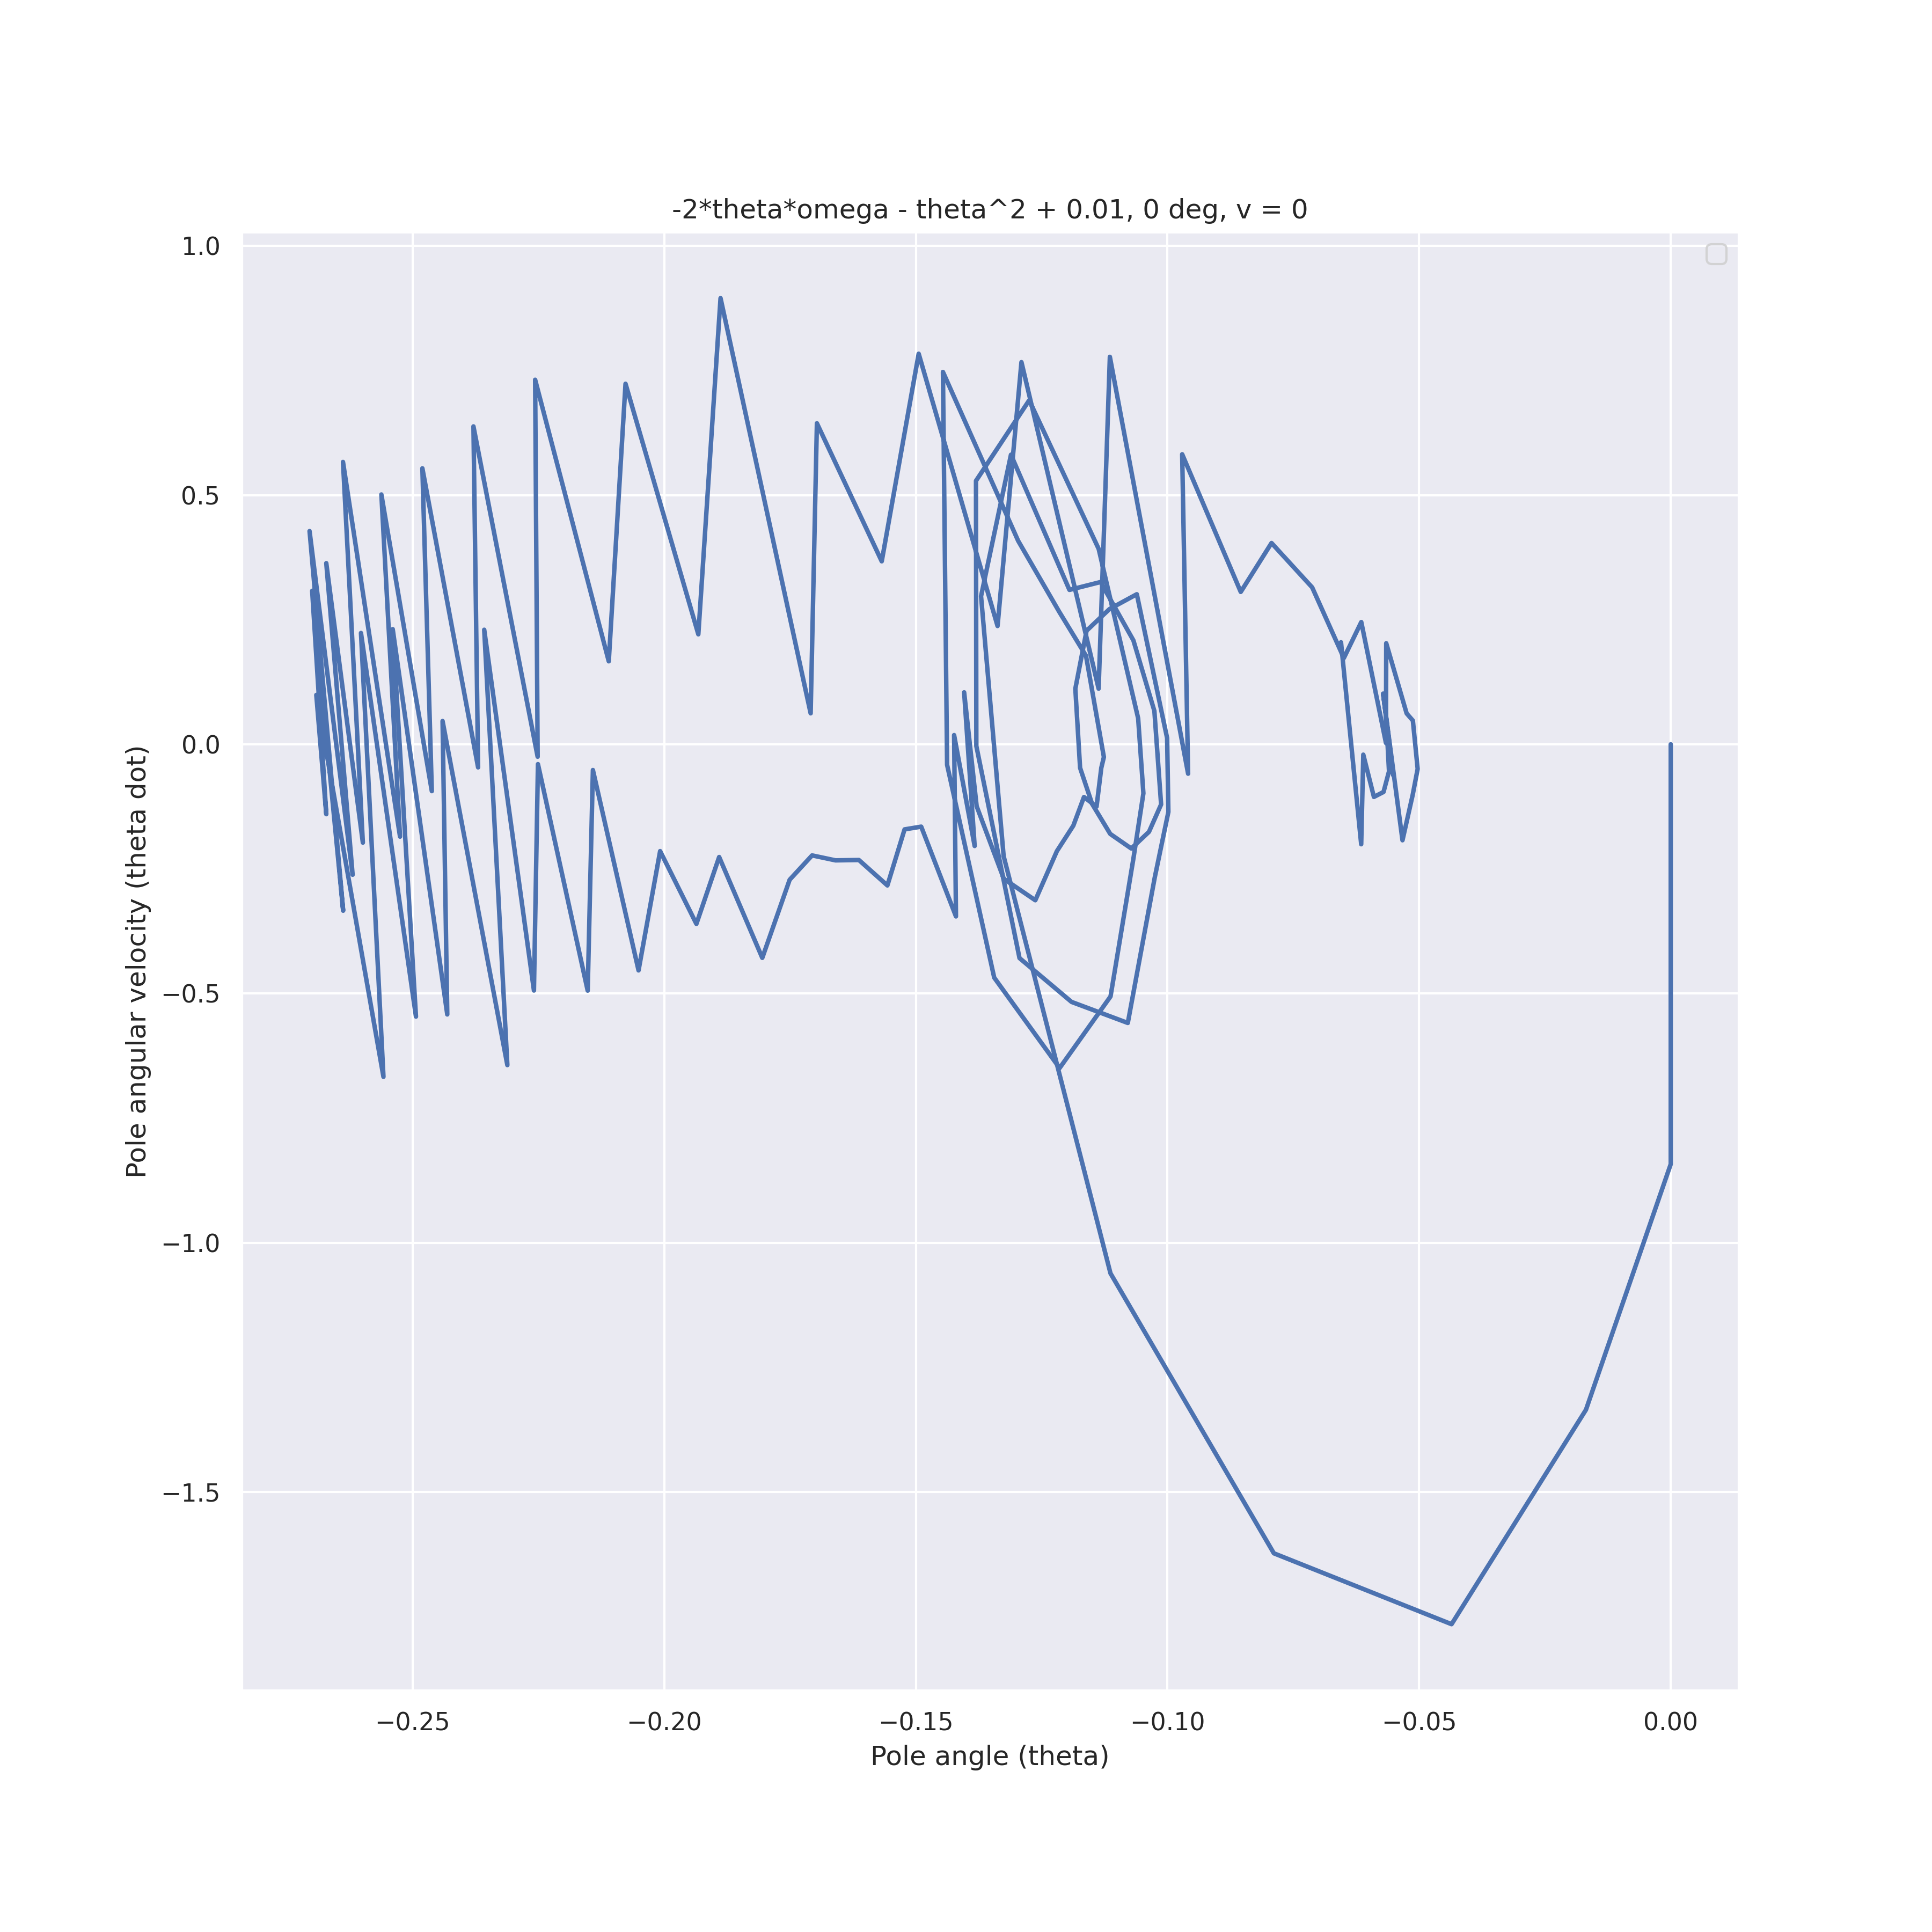 -2*theta*omega - theta^2 + 0.01, 0 deg, v = 0
1.0
0.5
0.0
−0.5
−1.0
−1.5
Pole angular velocity (theta dot)
−0.25 −0.20 −0.15 −0.10 −0.05 0.00
Pole angle (theta)